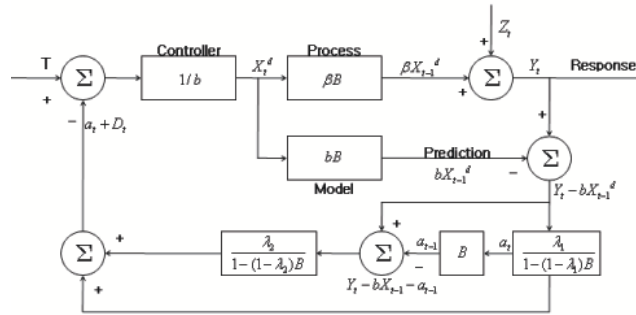 Z_t
Controller
Process
T
Σ
1/b
X_t^d
βB
βX_{t-1}^d
Σ
Y_t
Response
+
+
+
−
a_t + D_t
+
bB
Prediction
bX_{t-1}^d
−
Σ
Model
Y_t − bX_{t-1}^d
+
Σ
+
λ_2
1−(1−λ_2)B
Σ
a_{t-1}
−
B
a_t
λ_1
1−(1−λ_1)B
Y_t − bX_{t-1} − a_{t-1}
+